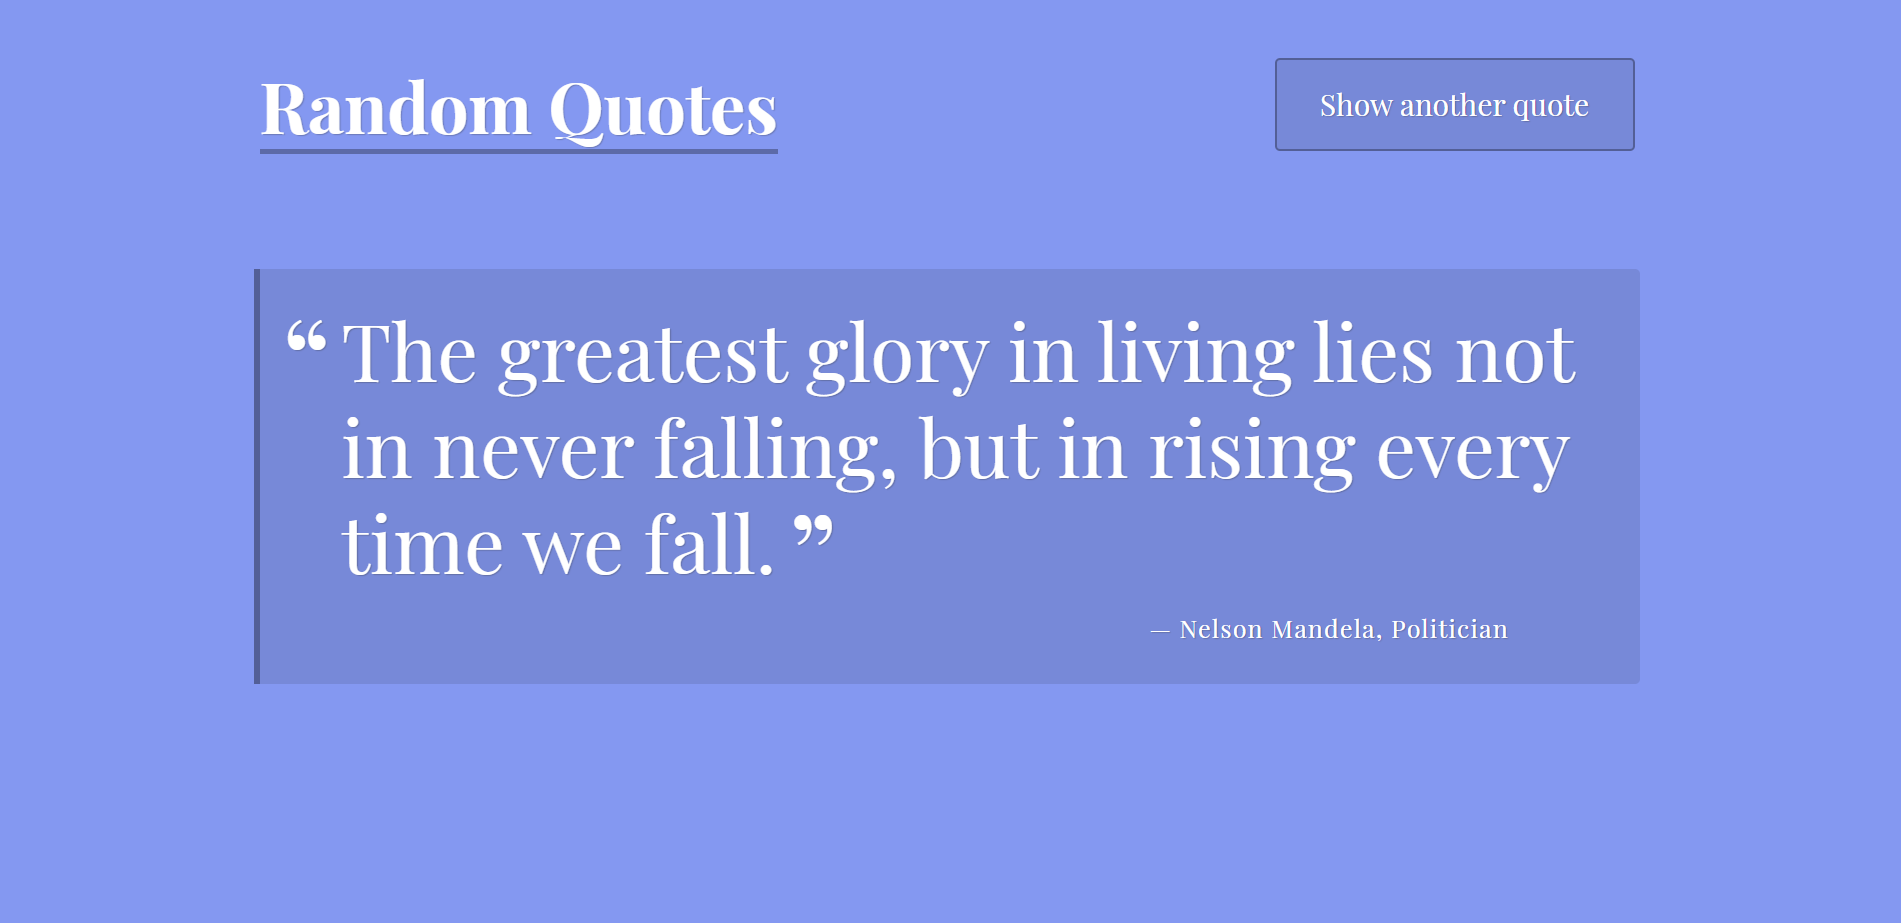 Random Quotes
Show another quote
“ The greatest glory in living lies not
in never falling, but in rising every
time we fall. ”
— Nelson Mandela, Politician